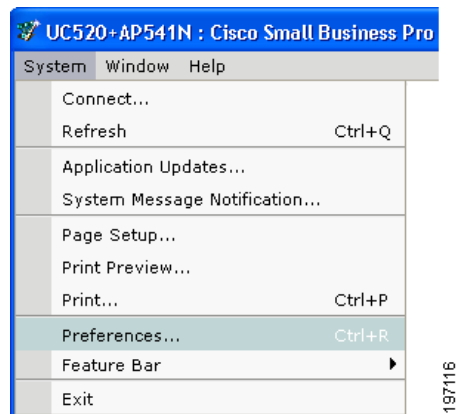 UC520+AP541N : Cisco Small Business Pro
System Window Help
Connect...
Refresh Ctrl+Q
Application Updates...
System Message Notification...
Page Setup...
Print Preview...
Print... Ctrl+P
Preferences... Ctrl+R
Feature Bar
Exit
197116